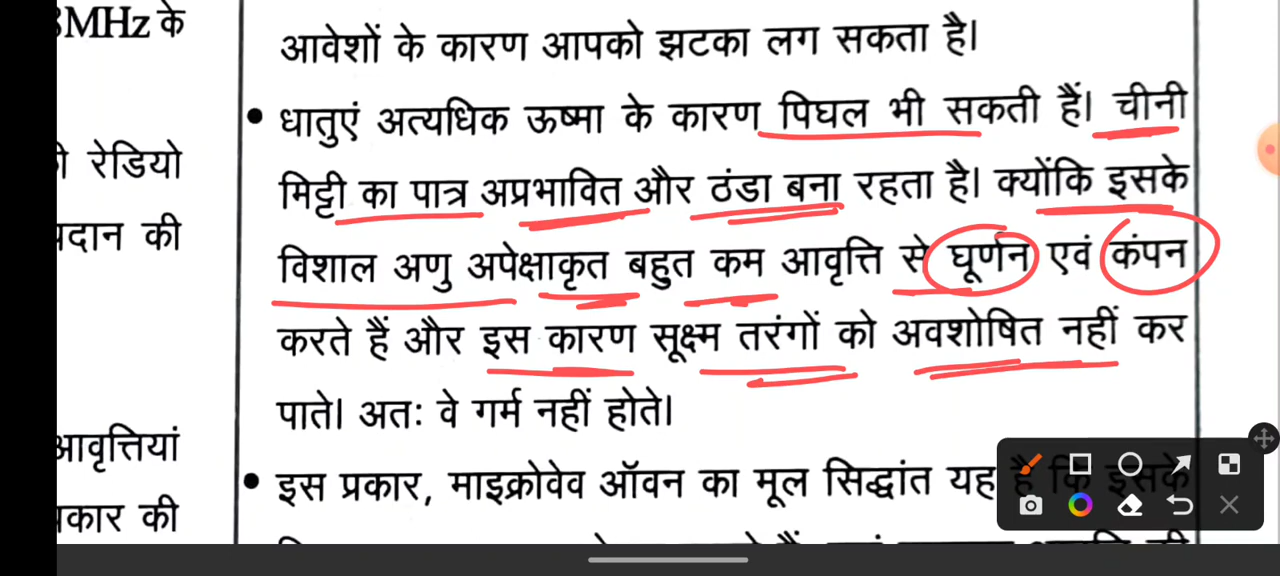 3MHz के
रेडियो
प्रदान की
आवृत्तियां
प्रकार की
आवेशों के कारण आपको झटका लग सकता है।
• धातुएं अत्यधिक ऊष्मा के कारण पिघल भी सकती हैं। चीनी
मिट्टी का पात्र अप्रभावित और ठंडा बना रहता है। क्योंकि इसके
विशाल अणु अपेक्षाकृत बहुत कम आवृत्ति से घूर्णन एवं कंपन
करते हैं और इस कारण सूक्ष्म तरंगों को अवशोषित नहीं कर
पाते। अतः वे गर्म नहीं होते।
• इस प्रकार, माइक्रोवेव ऑवन का मूल सिद्धांत यह है कि इसके